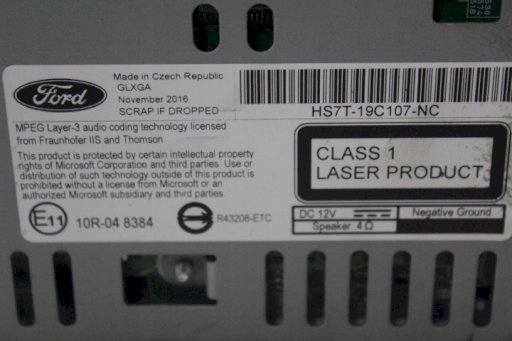 Ford
Made in Czech Republic
GLXGA
November 2016
SCRAP IF DROPPED
HS7T-19C107-NC
MPEG Layer-3 audio coding technology licensed
from Fraunhofer IIS and Thomson.
This product is protected by certain intellectual property
rights of Microsoft Corporation and third parties. Use or
distribution of such technology outside of this product is
prohibited without a license from Microsoft or an
authorized Microsoft subsidiary and third parties.
CLASS 1
LASER PRODUCT
E11 10R-04 8384
R43208-ETC
DC 12V
Negative Ground
Speaker 4Ω